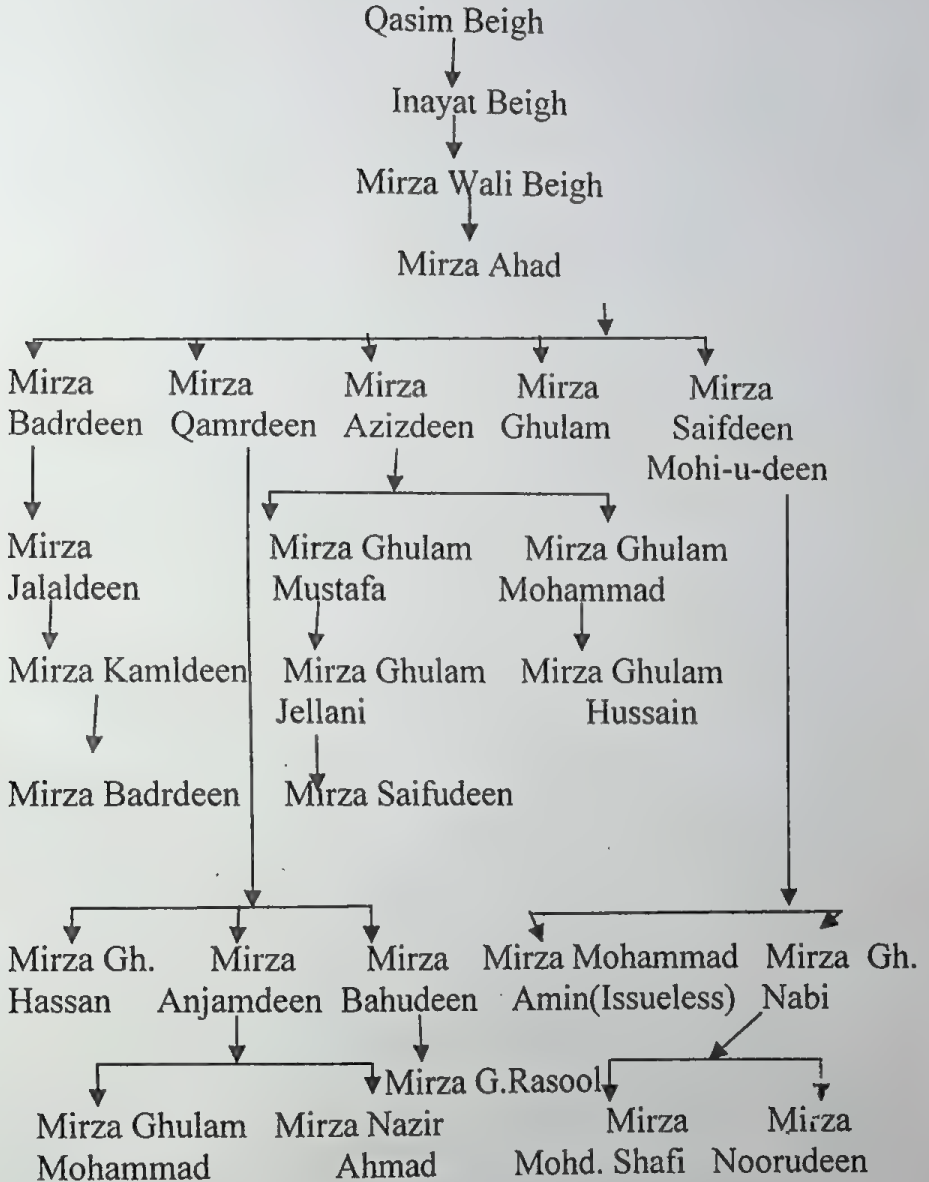 Qasim Beigh
Inayat Beigh
Mirza Wali Beigh
Mirza Ahad
Mirza Mirza Mirza Mirza Mirza
Badrdeen Qamrdeen Azizdeen Ghulam Saifdeen
Mohi-u-deen
Mirza Mirza Ghulam Mirza Ghulam
Jalaldeen Mustafa Mohammad
Mirza Kamldeen Mirza Ghulam Mirza Ghulam
Jellani Hussain
Mirza Badrdeen Mirza Saifudeen
Mirza Gh. Mirza Mirza Mirza Mohammad Mirza Gh.
Hassan Anjamdeen Bahudeen Amin(Issueless) Nabi
Mirza G.Rasool
Mirza Ghulam Mirza Nazir Mirza Mirza
Mohammad Ahmad Mohd. Shafi Noorudeen